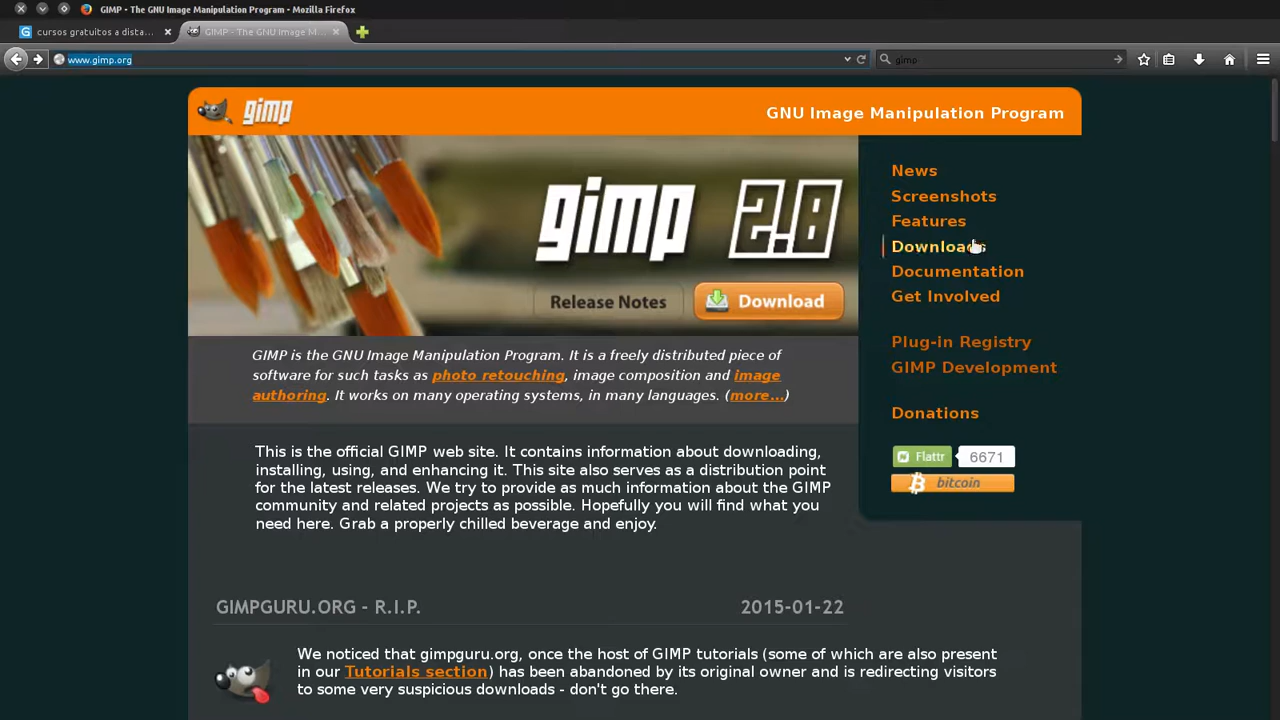 GIMP - The GNU Image Manipulation Program - Mozilla Firefox
cursos gratuitos a dista...
GIMP - The GNU Image M...
www.gimp.org
gimp
gimp
GNU Image Manipulation Program
gimp 2.8
Release Notes
Download
News
Screenshots
Features
Downloads
Documentation
Get Involved
Plug-in Registry
GIMP Development
Donations
Flattr
6671
bitcoin
GIMP is the GNU Image Manipulation Program. It is a freely distributed piece of
software for such tasks as photo retouching, image composition and image
authoring. It works on many operating systems, in many languages. (more...)
This is the official GIMP web site. It contains information about downloading,
installing, using, and enhancing it. This site also serves as a distribution point
for the latest releases. We try to provide as much information about the GIMP
community and related projects as possible. Hopefully you will find what you
need here. Grab a properly chilled beverage and enjoy.
GIMPGURU.ORG - R.I.P.
2015-01-22
We noticed that gimpguru.org, once the host of GIMP tutorials (some of which are also present
in our Tutorials section) has been abandoned by its original owner and is redirecting visitors
to some very suspicious downloads - don't go there.